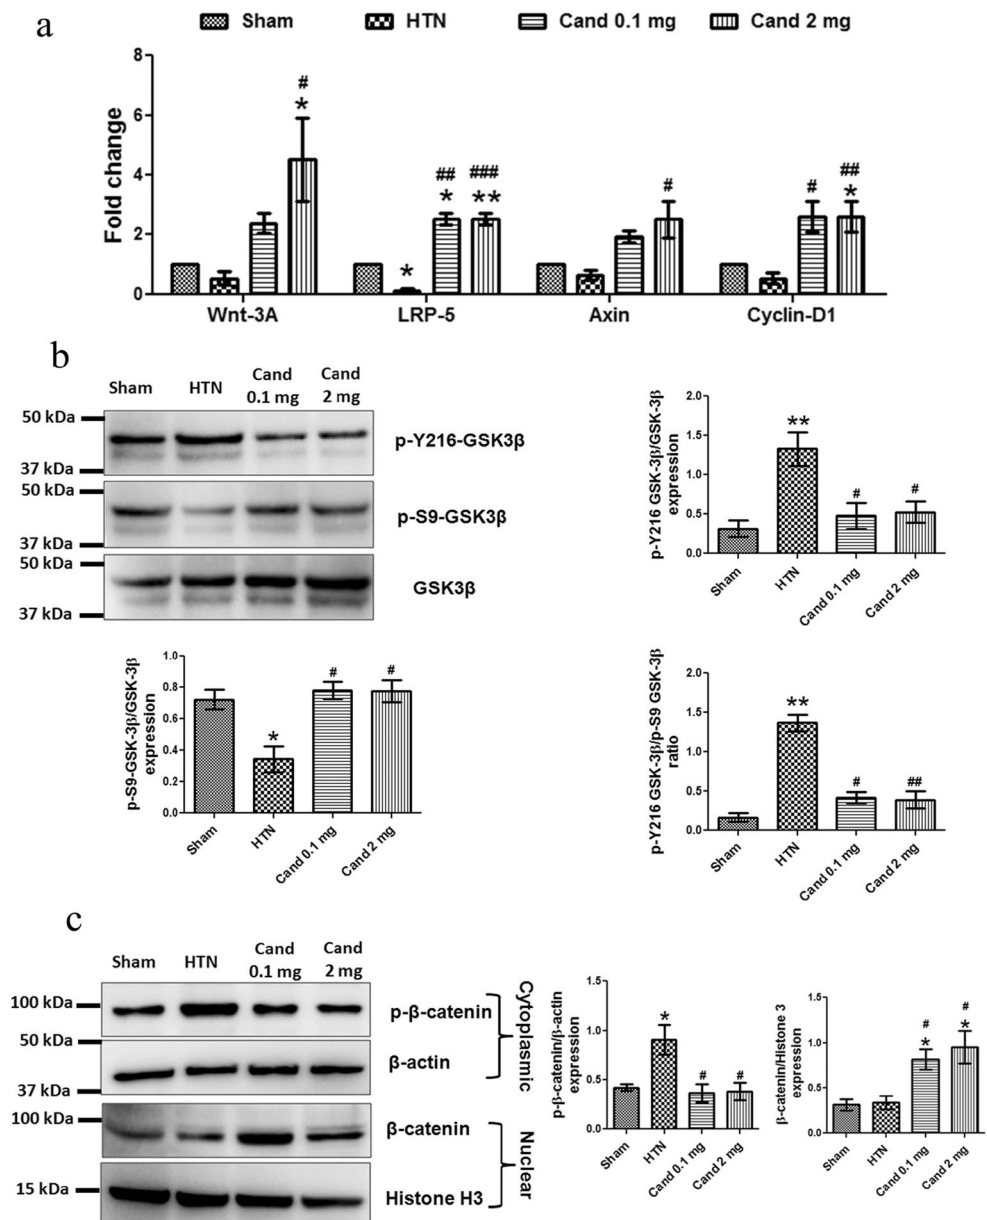 a
Sham HTN Cand 0.1 mg Cand 2 mg
Fold change
8
6
4
2
0
#
*
*
##
*
###
**
#
#
##
*
Wnt-3A LRP-5 Axin Cyclin-D1
b
Sham HTN Cand 0.1 mg Cand 2 mg
50 kDa
p-Y216-GSK3β
37 kDa
50 kDa
p-S9-GSK3β
37 kDa
50 kDa
GSK3β
37 kDa
p-Y216 GSK-3β/GSK-3β
expression
2.0
1.5
1.0
0.5
0.0
**
#
#
Sham HTN Cand 0.1 mg Cand 2 mg
p-S9-GSK-3β/GSK-3β
expression
1.0
0.8
0.6
0.4
0.2
0.0
*
#
#
Sham HTN Cand 0.1 mg Cand 2 mg
p-Y216 GSK-3β/p-S9 GSK-3β
ratio
2.0
1.5
1.0
0.5
0.0
**
#
##
Sham HTN Cand 0.1 mg Cand 2 mg
c
Sham HTN Cand 0.1 mg Cand 2 mg
100 kDa
p-β-catenin
50 kDa
β-actin
37 kDa
Cytoplasmic
100 kDa
β-catenin
15 kDa
Histone H3
Nuclear
p-β-catenin/β-actin
expression
1.5
1.0
0.5
0.0
*
#
#
Sham HTN Cand 0.1 mg Cand 2 mg
β-catenin/Histone 3
expression
1.5
1.0
0.5
0.0
#
*
#
*
Sham HTN Cand 0.1 mg Cand 2 mg